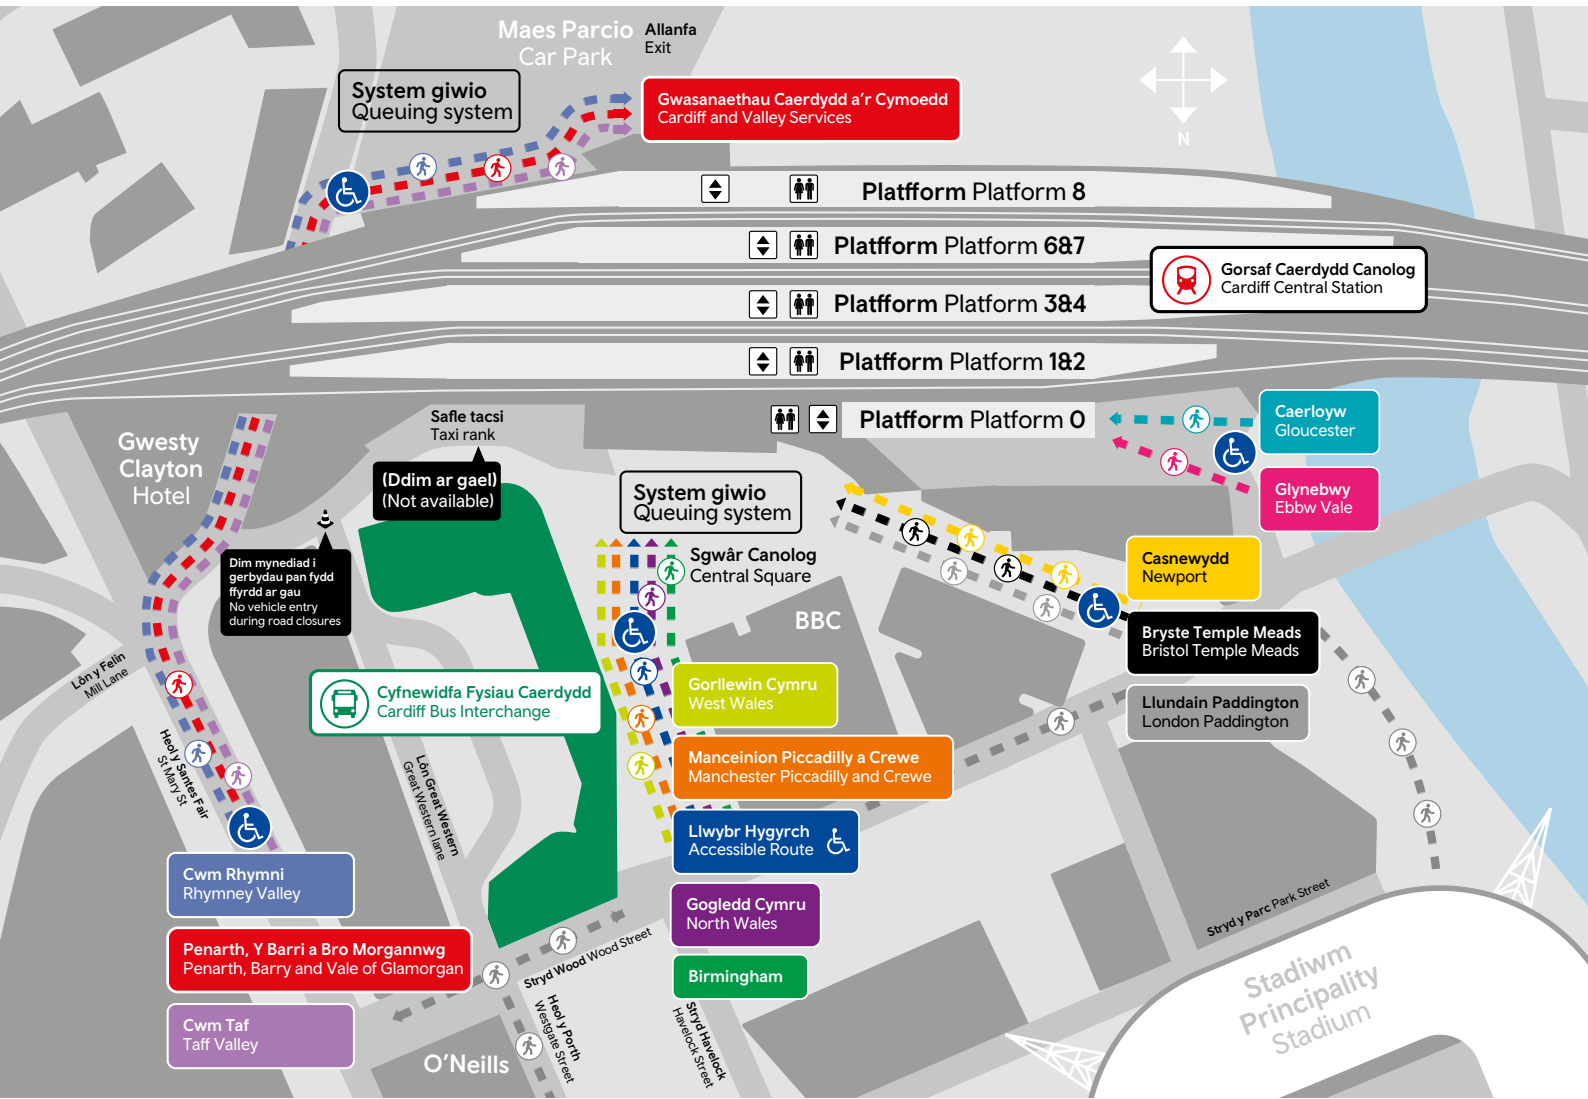 Maes Parcio
Car Park
Allanfa
Exit
System giwio
Queuing system
Gwasanaethau Caerdydd a'r Cymoedd
Cardiff and Valley Services
N
Platfform Platform 8
Platfform Platform 6&7
Gorsaf Caerdydd Canolog
Cardiff Central Station
Platfform Platform 3&4
Platfform Platform 1&2
Platfform Platform 0
Caerloyw
Gloucester
Glynebwy
Ebbw Vale
Safle tacsi
Taxi rank
(Ddim ar gael)
(Not available)
Gwesty
Clayton
Hotel
System giwio
Queuing system
Sgwâr Canolog
Central Square
Dim mynediad i
gerbydau pan fydd
ffyrdd ar gau
No vehicle entry
during road closures
BBC
Casnewydd
Newport
Bryste Temple Meads
Bristol Temple Meads
Llundain Paddington
London Paddington
Lôn y Felin
Mill Lane
Cyfnewidfa Fysiau Caerdydd
Cardiff Bus Interchange
Gorllewin Cymru
West Wales
Manceinion Piccadilly a Crewe
Manchester Piccadilly and Crewe
Llwybr Hygyrch
Accessible Route
Gogledd Cymru
North Wales
Birmingham
Heol y Santes Fair
St Mary St
Lôn Great Western
Great Western lane
Cwm Rhymni
Rhymney Valley
Penarth, Y Barri a Bro Morgannwg
Penarth, Barry and Vale of Glamorgan
Cwm Taf
Taff Valley
Stryd Wood Wood Street
Heol y Porth
Westgate Street
Stryd Havelock
Havelock Street
O'Neills
Stryd y Parc Park Street
Stadiwm
Principality
Stadium